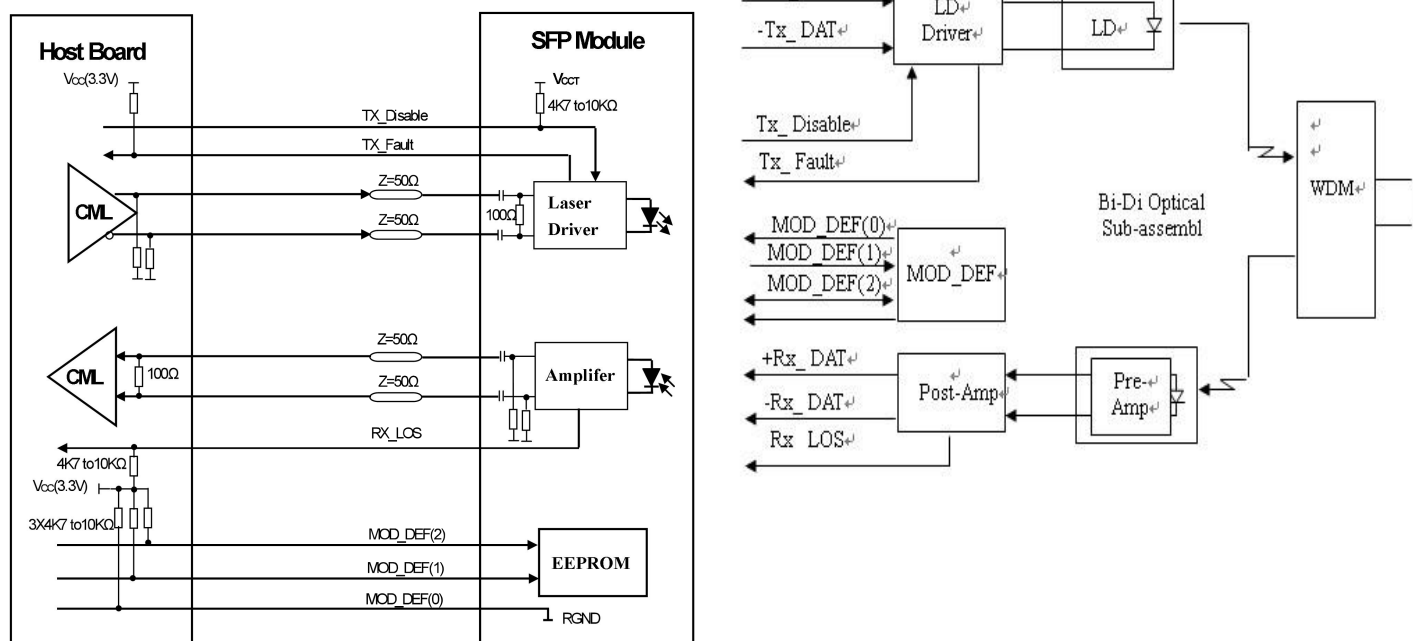 Host Board
SFP Module
Vcc(3.3V)
VccT
4K7 to10KΩ
TX_Disable
TX_Fault
Z=50Ω
CML
100Ω
Laser
Driver
Z=50Ω
Z=50Ω
CML
100Ω
Amplifer
Z=50Ω
RX_LOS
4K7 to10KΩ
Vcc(3.3V)
3X4K7 to10KΩ
MOD_DEF(2)
EEPROM
MOD_DEF(1)
MOD_DEF(0)
RGND
LD
Driver
-Tx_DAT
LD
Tx_Disable
Tx_Fault
WDM
Bi-Di Optical
Sub-assembl
MOD_DEF(0)
MOD_DEF(1)
MOD_DEF(2)
MOD_DEF
+Rx_DAT
-Rx_DAT
Rx LOS
Post-Amp
Pre-
Amp